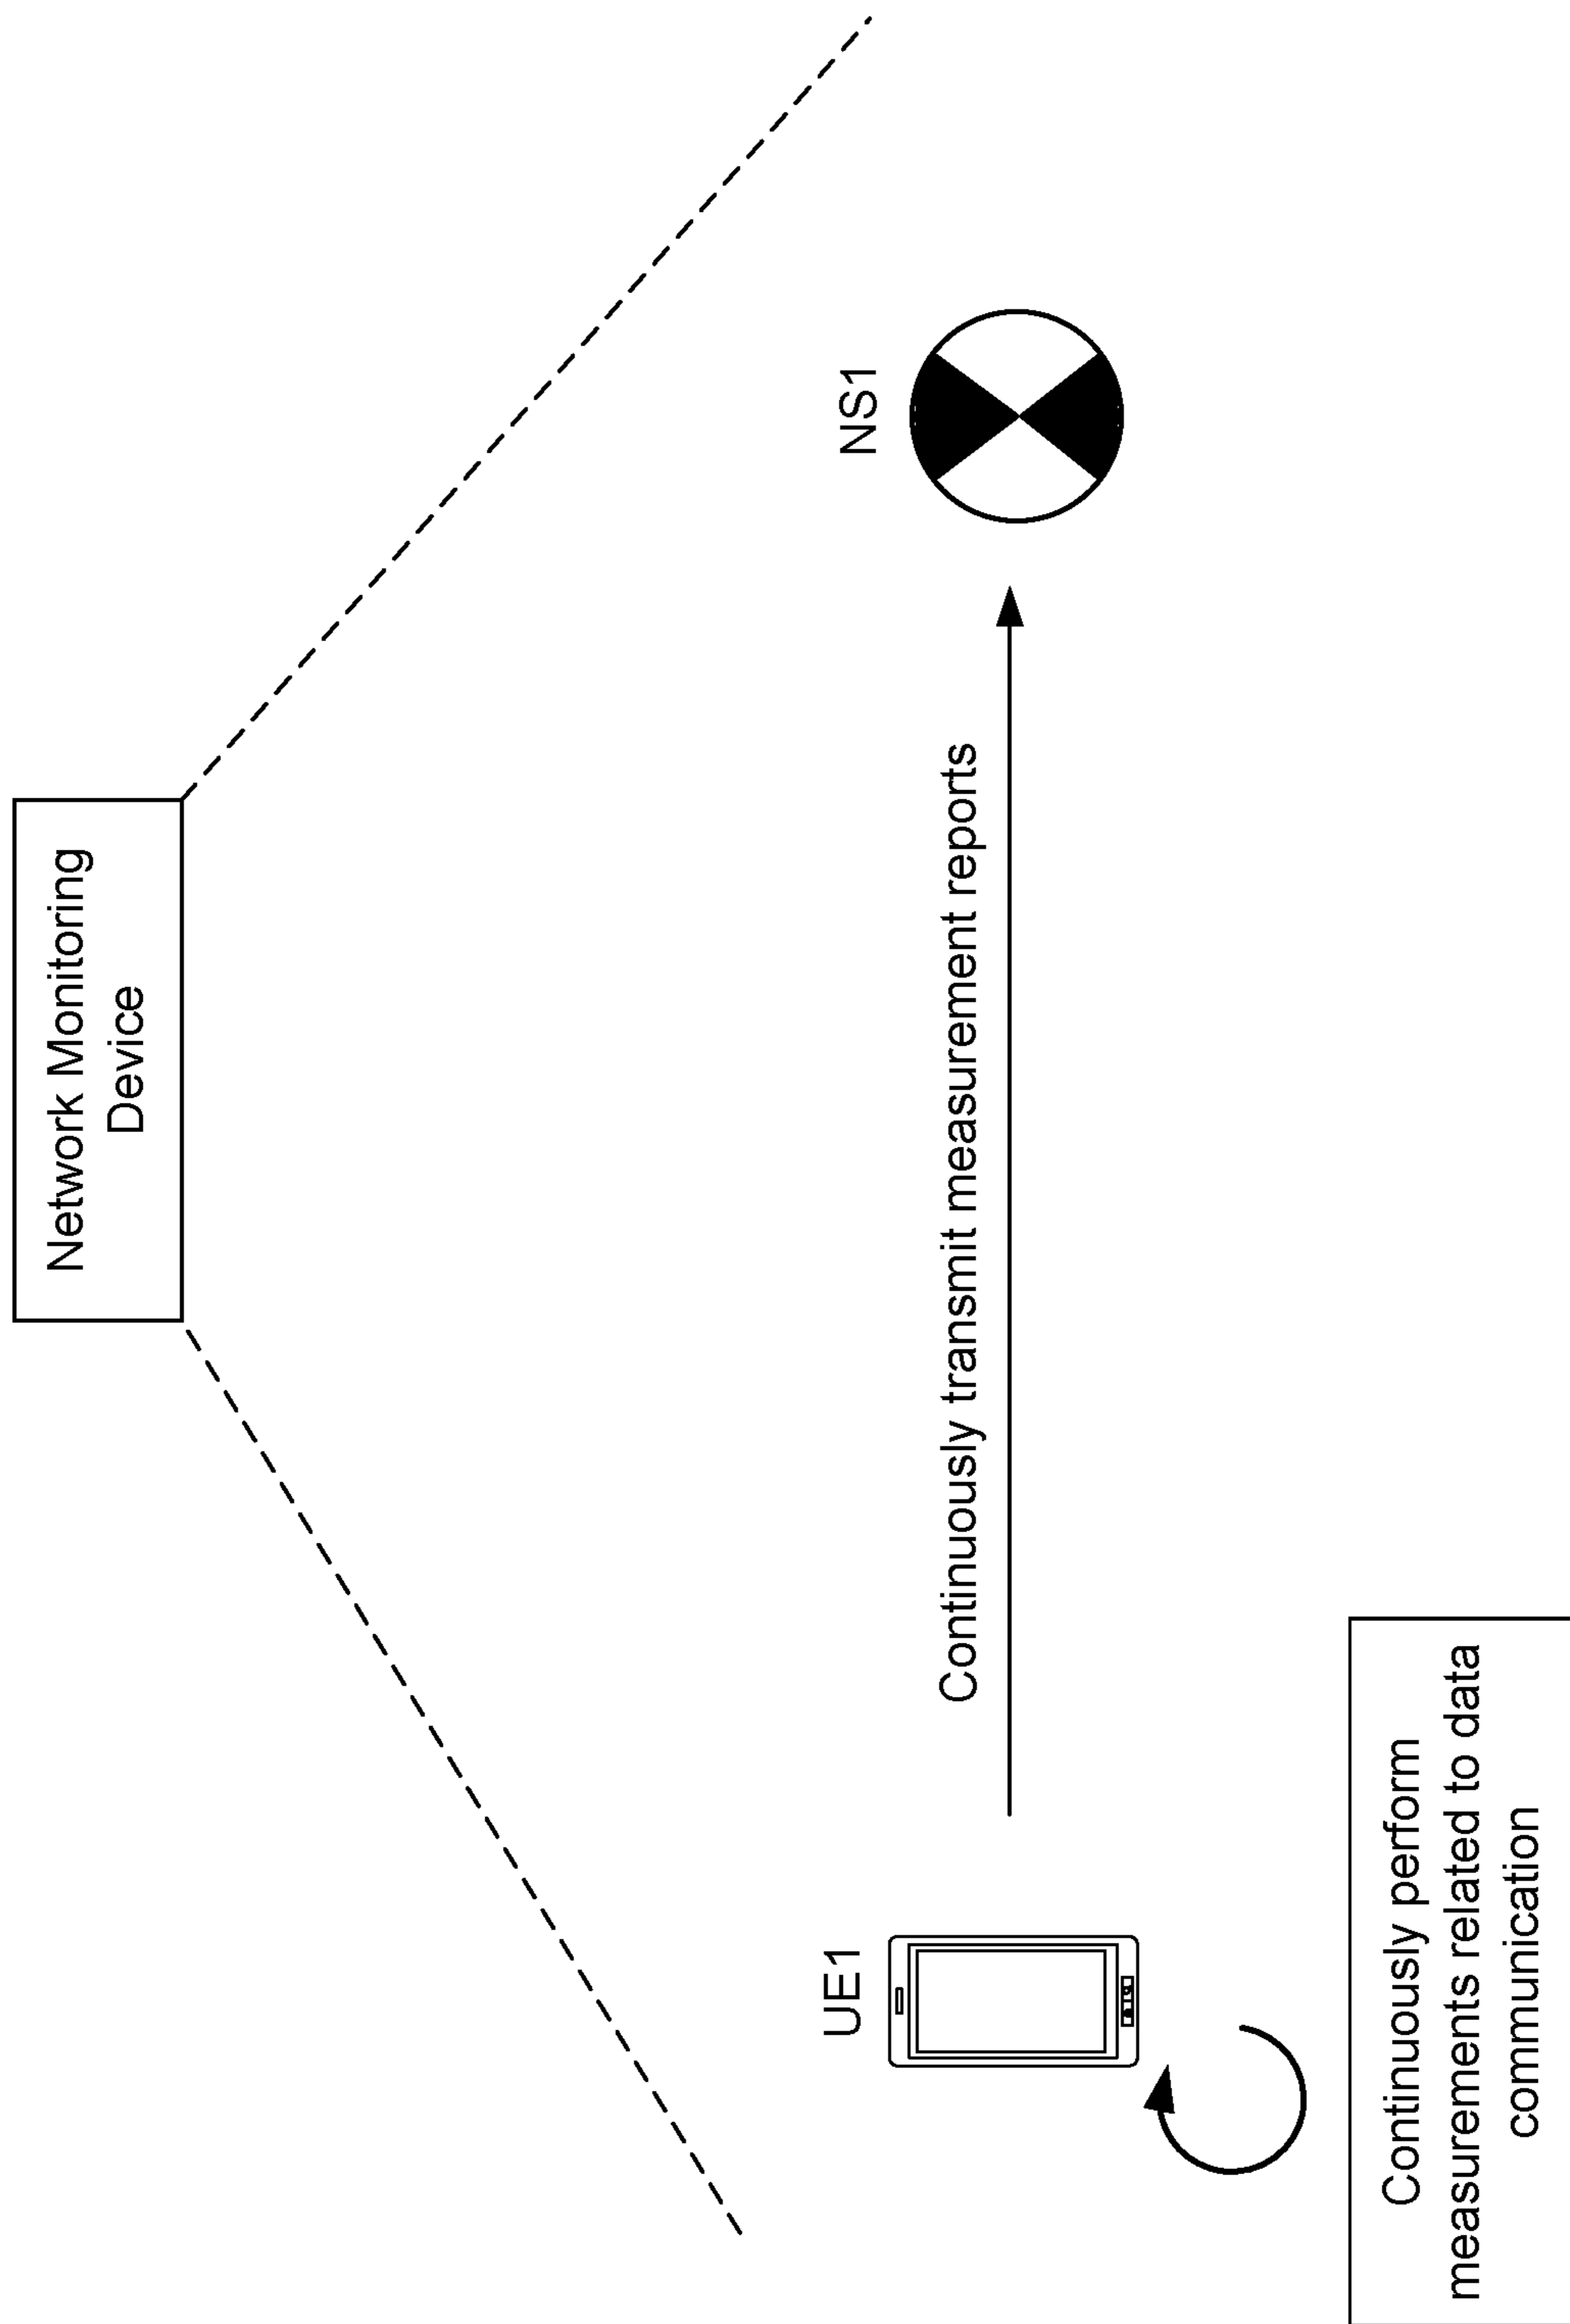 Network Monitoring
Device
UE1
NS1
Continuously transmit measurement reports
Continuously perform
measurements related to data
communication